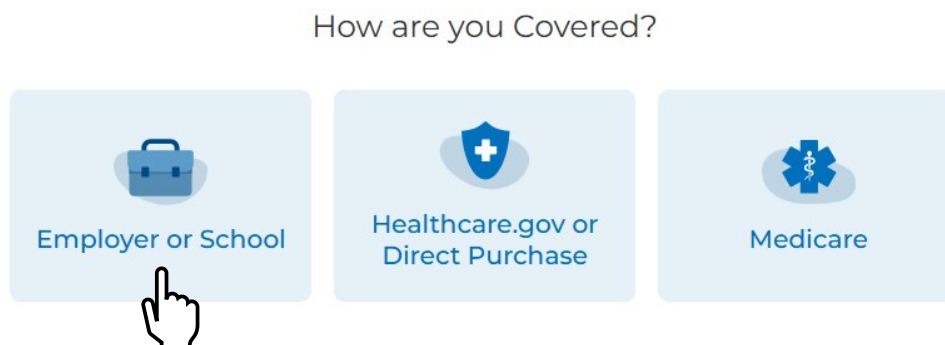 How are you Covered?
Employer or School
Healthcare.gov or
Direct Purchase
Medicare